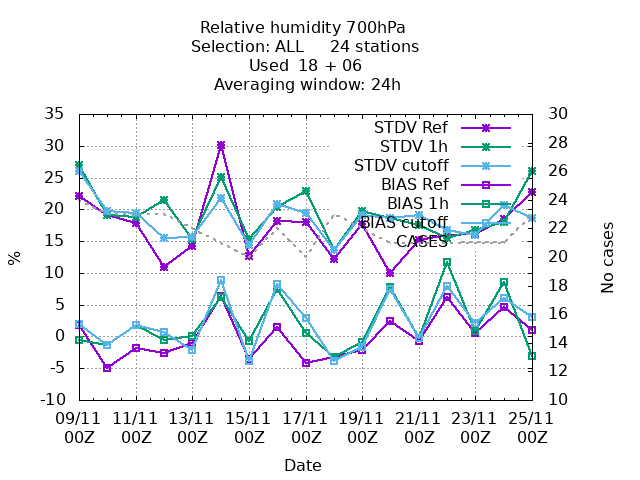 Relative humidity 700hPa
Selection: ALL     24 stations
Used  18 + 06
Averaging window: 24h
35 30
30 28
25 26
20 24
15 22
10 20
5 18
0 16
-5 14
-10 12
10
STDV Ref
STDV 1h
STDV cutoff
BIAS Ref
BIAS 1h
BIAS cutoff
CASES
%
No cases
09/11 11/11 13/11 15/11 17/11 19/11 21/11 23/11 25/11
00Z 00Z 00Z 00Z 00Z 00Z 00Z 00Z 00Z
Date